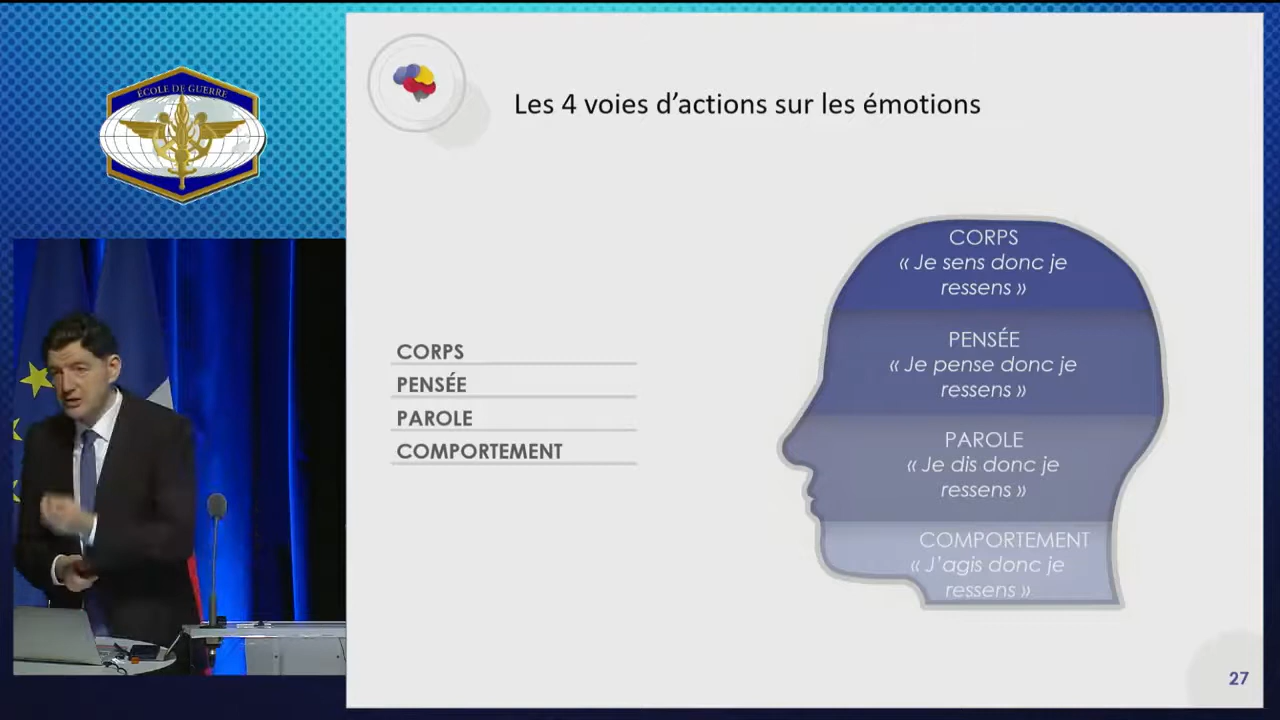 ECOLE DE GUERRE
Les 4 voies d’actions sur les émotions
CORPS
PENSÉE
PAROLE
COMPORTEMENT
CORPS
« Je sens donc je
ressens »
PENSÉE
« Je pense donc je
ressens »
PAROLE
« Je dis donc je
ressens »
COMPORTEMENT
« J’agis donc je
ressens »
27